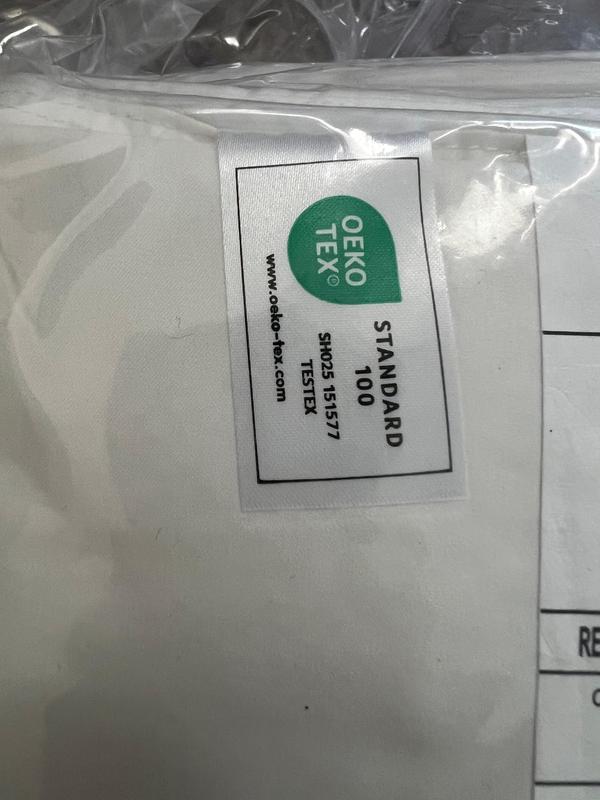 OEKO
TEX®
STANDARD
100
SH025 151577
TESTEX
www.oeko-tex.com
RE